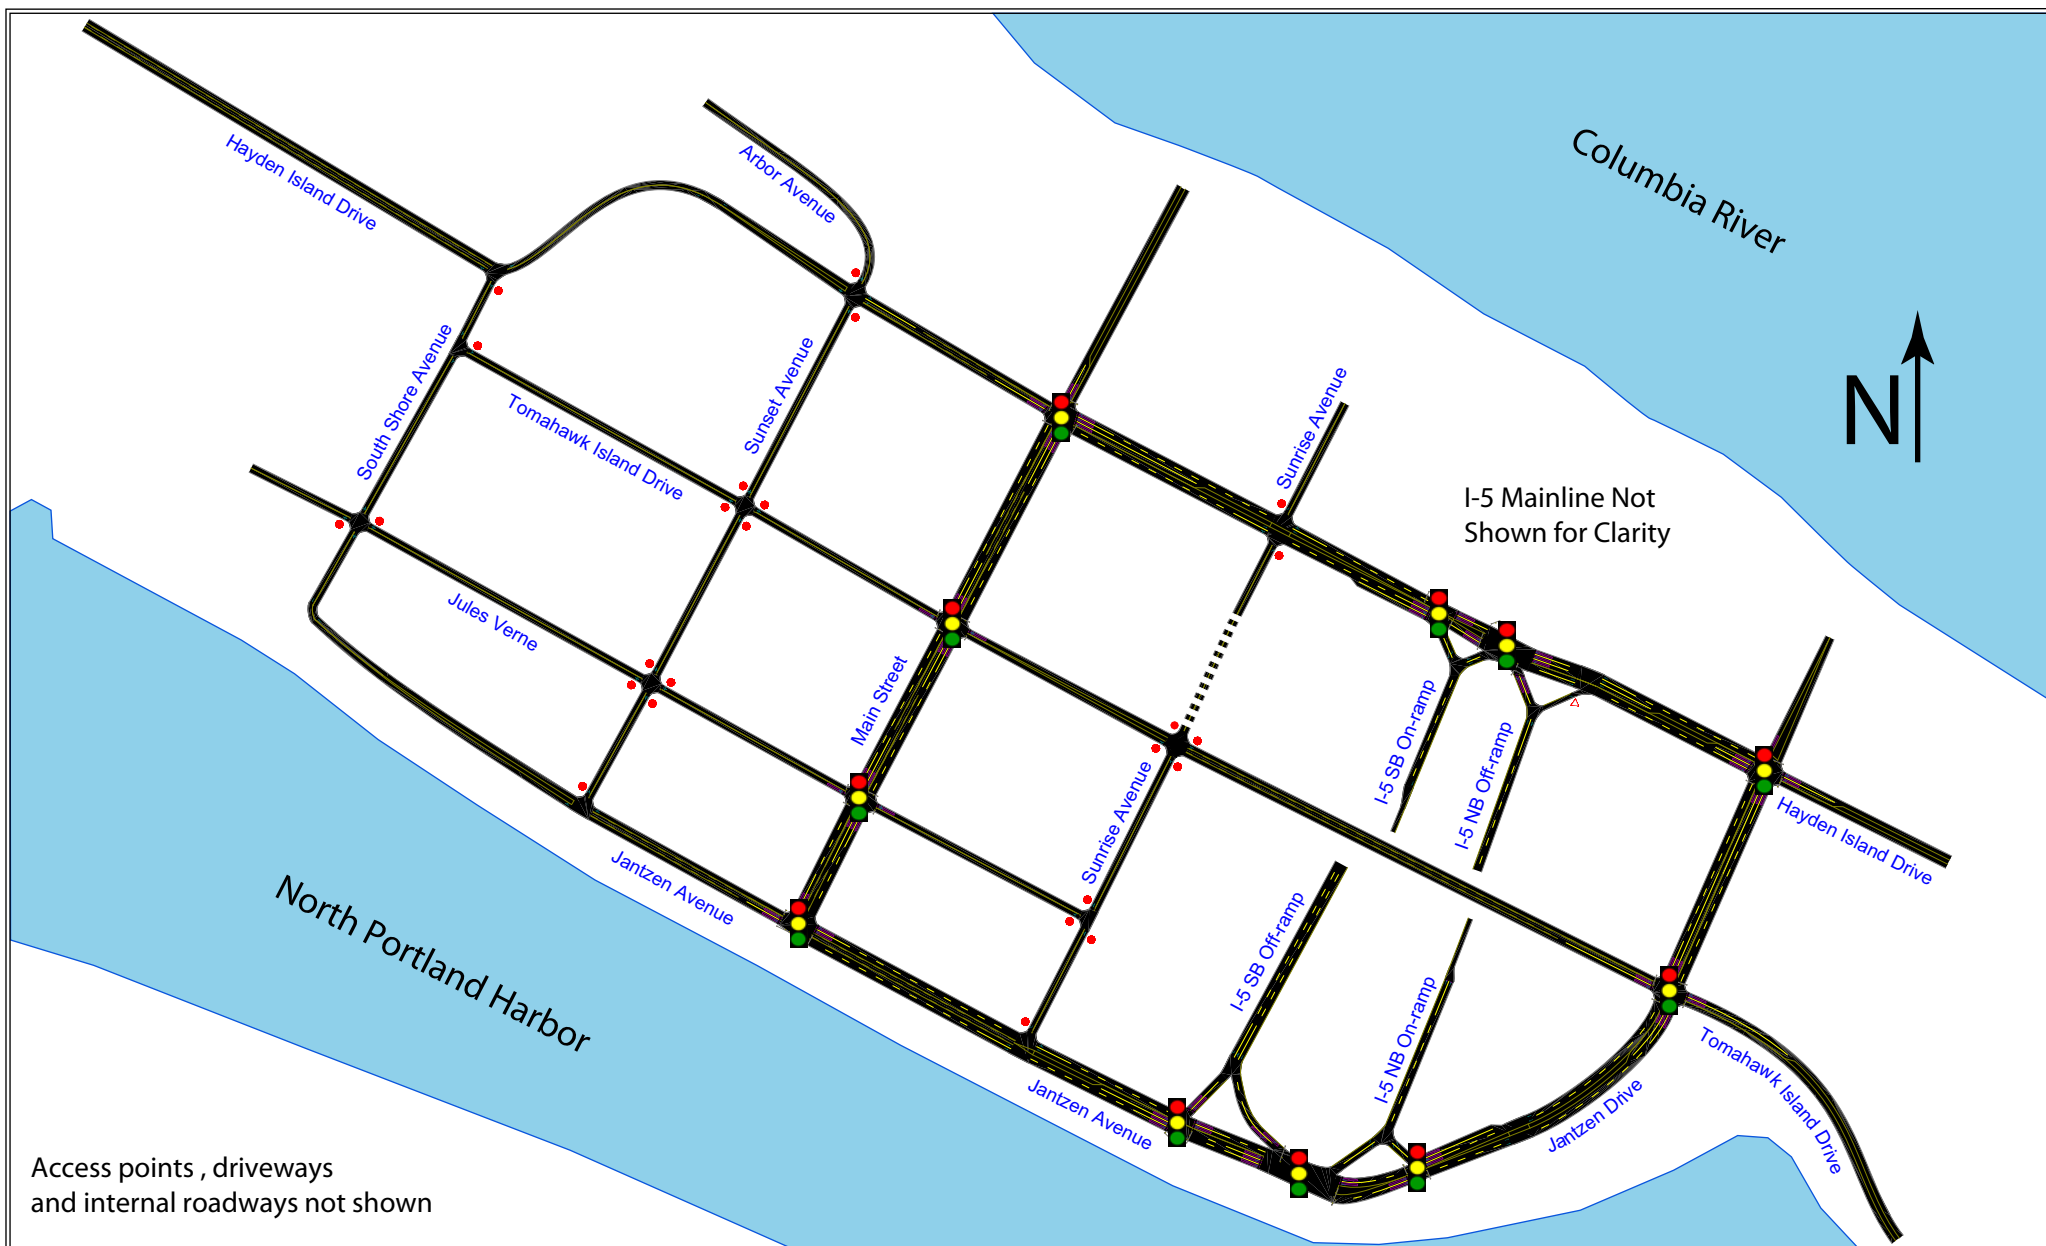 Hayden Island Drive
Arbor Avenue
Columbia River
South Shore Avenue
Sunset Avenue
Tomahawk Island Drive
Sunrise Avenue
N
I-5 Mainline Not
Shown for Clarity
Jules Verne
Main Street
I-5 SB On-ramp
I-5 NB Off-ramp
Hayden Island Drive
Sunrise Avenue
Jantzen Avenue
North Portland Harbor
I-5 SB Off-ramp
I-5 NB On-ramp
Tomahawk Island Drive
Jantzen Avenue
Jantzen Drive
Access points , driveways
and internal roadways not shown